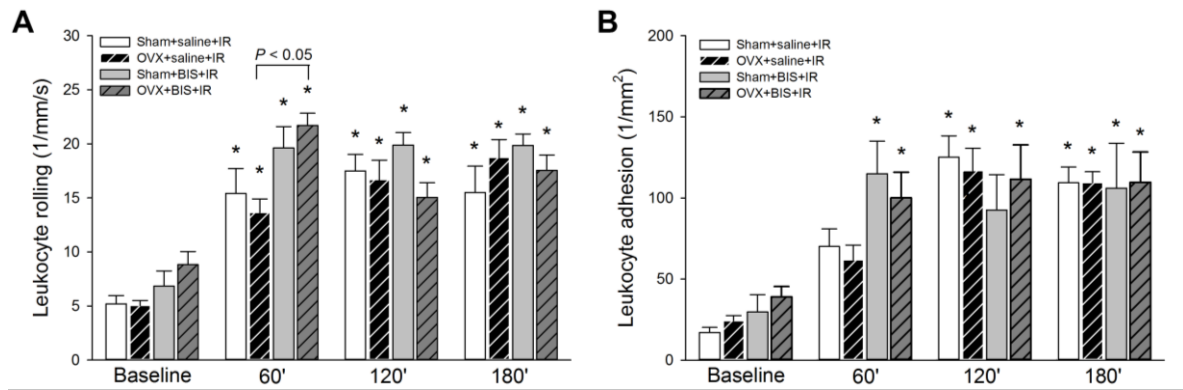 A
Leukocyte rolling (1/mm/s)
30
25
20
15
10
5
0
Sham+saline+IR
OVX+saline+IR
Sham+BIS+IR
OVX+BIS+IR
P < 0.05
* * * *
* * * *
* * * *
Baseline 60' 120' 180'
B
Leukocyte adhesion (1/mm²)
200
150
100
50
0
Sham+saline+IR
OVX+saline+IR
Sham+BIS+IR
OVX+BIS+IR
* *
* * *
* * * *
Baseline 60' 120' 180'